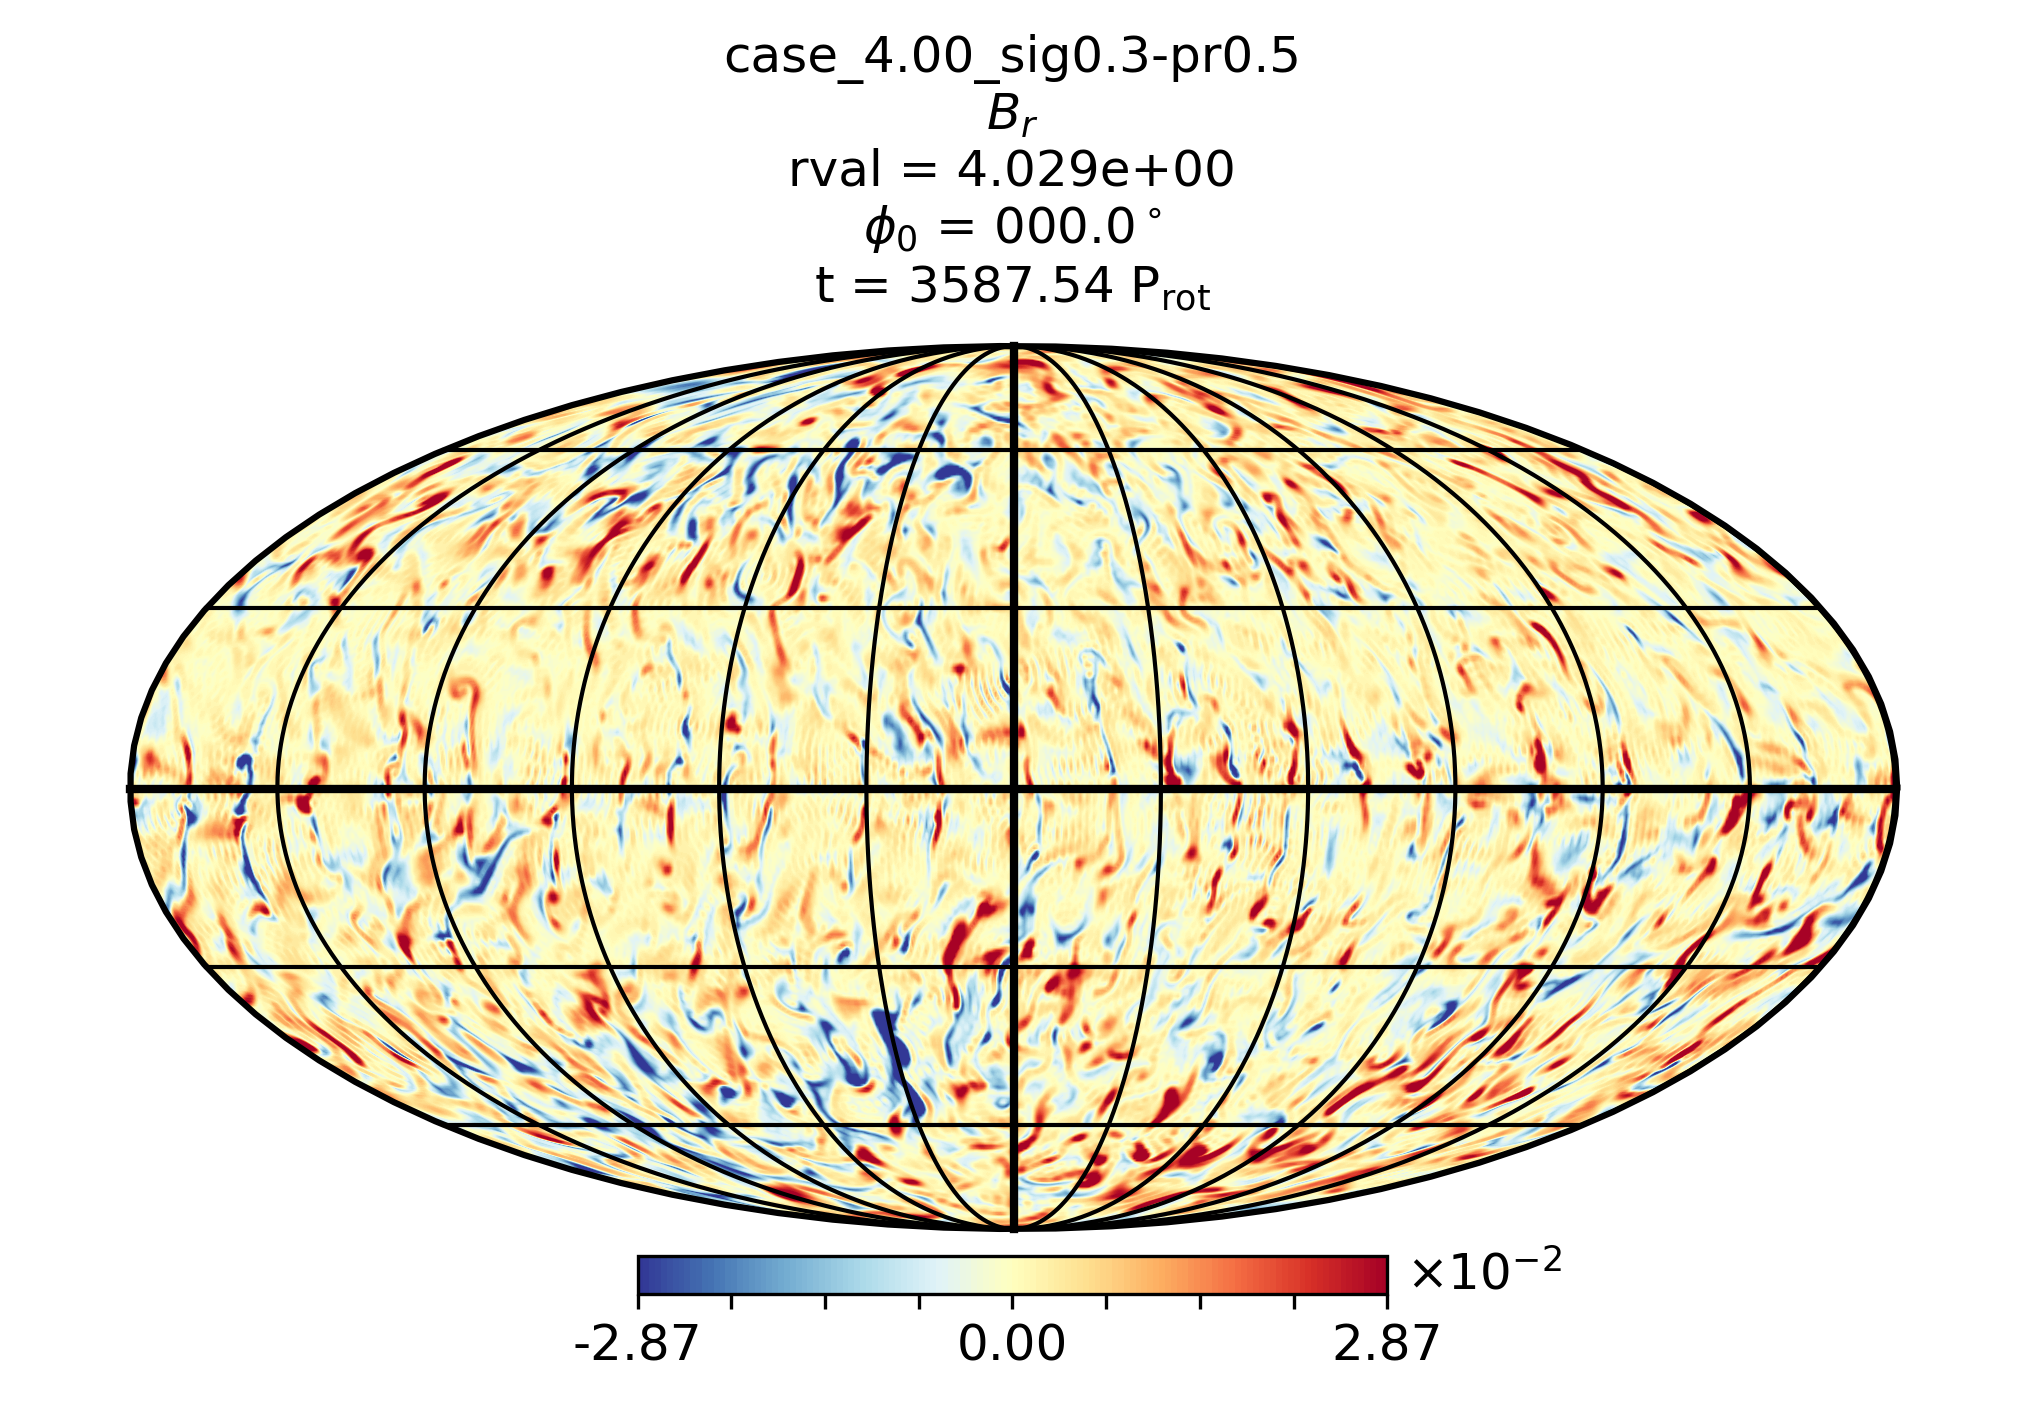 case_4.00_sig0.3-pr0.5
B_r
rval = 4.029e+00
ϕ_0 = 000.0°
t = 3587.54 P_rot
×10^−2
-2.87 0.00 2.87